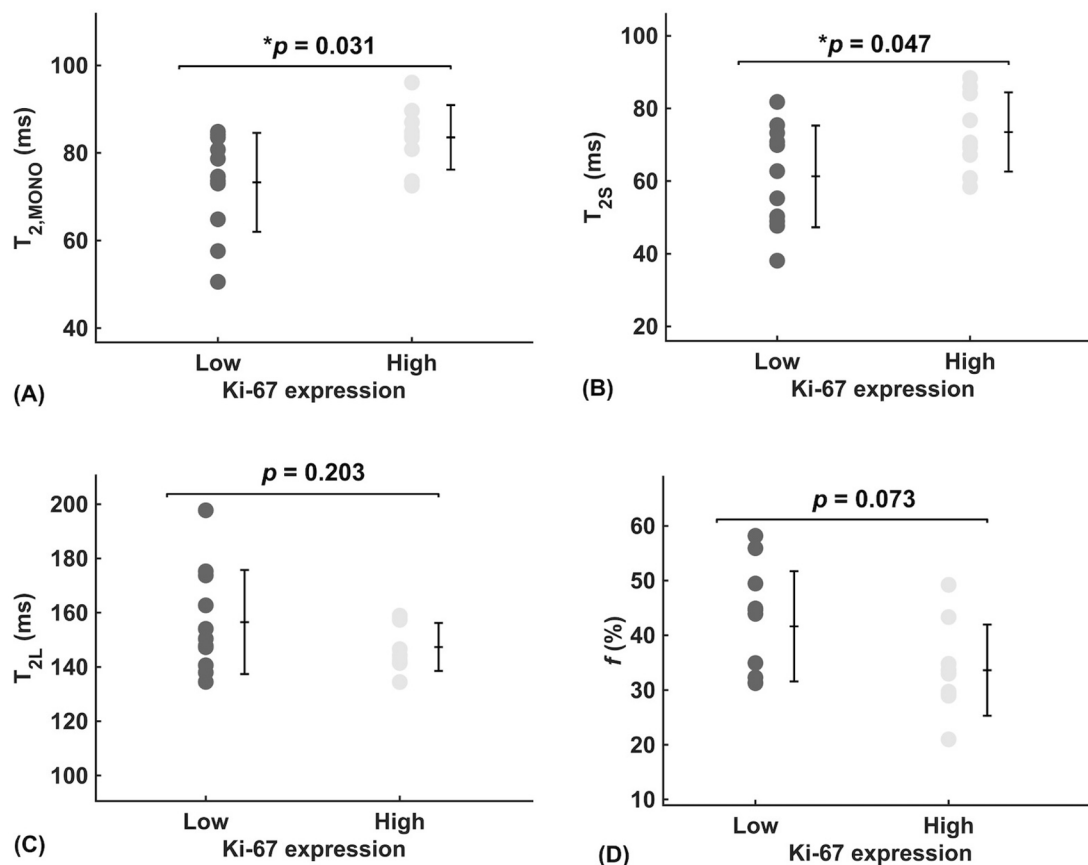 *p = 0.031
100
80
60
40
T2,MONO (ms)
Low High
Ki-67 expression
(A)
*p = 0.047
100
80
60
40
20
T2S (ms)
Low High
Ki-67 expression
(B)
p = 0.203
200
180
160
140
120
100
T2L (ms)
Low High
Ki-67 expression
(C)
p = 0.073
60
50
40
30
20
10
f (%)
Low High
Ki-67 expression
(D)